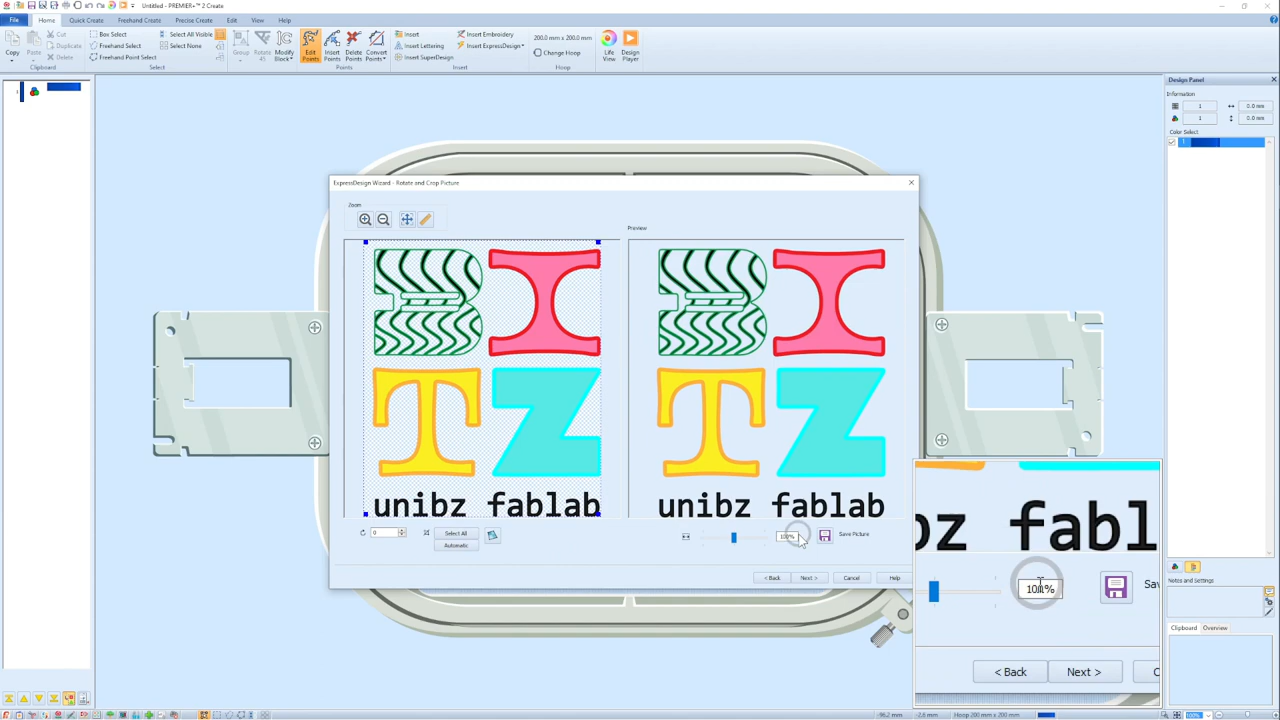 Untitled - PREMIER+™ 2 Create
File Home Quick Create Freehand Create Precise Create Edit View Help
Copy
Paste
Cut
Duplicate
Delete
Clipboard
Box Select
Freehand Select
Freehand Point Select
Select All Visible
Select None
Select
Group
Rotate 45
Modify Block
Edit Points
Insert Points
Delete Points
Convert Points
Points
Insert
Insert Lettering
Insert SuperDesign
Insert Embroidery
Insert ExpressDesign
Insert
200.0 mm x 200.0 mm
Change Hoop
Hoop
Life View
Design Player
1
Design Panel
Information
1
0.0 mm
1
0.0 mm
Color Select
1
ExpressDesign Wizard - Rotate and Crop Picture
Zoom
Preview
B I
T Z
unibz fablab
B I
T Z
unibz fablab
0
Select All
Automatic
100%
Save Picture
< Back
Next >
Cancel
Help
bz fabl
< Back
Next >
Notes and Settings
Clipboard Overview
Hoop 200 mm x 200 mm